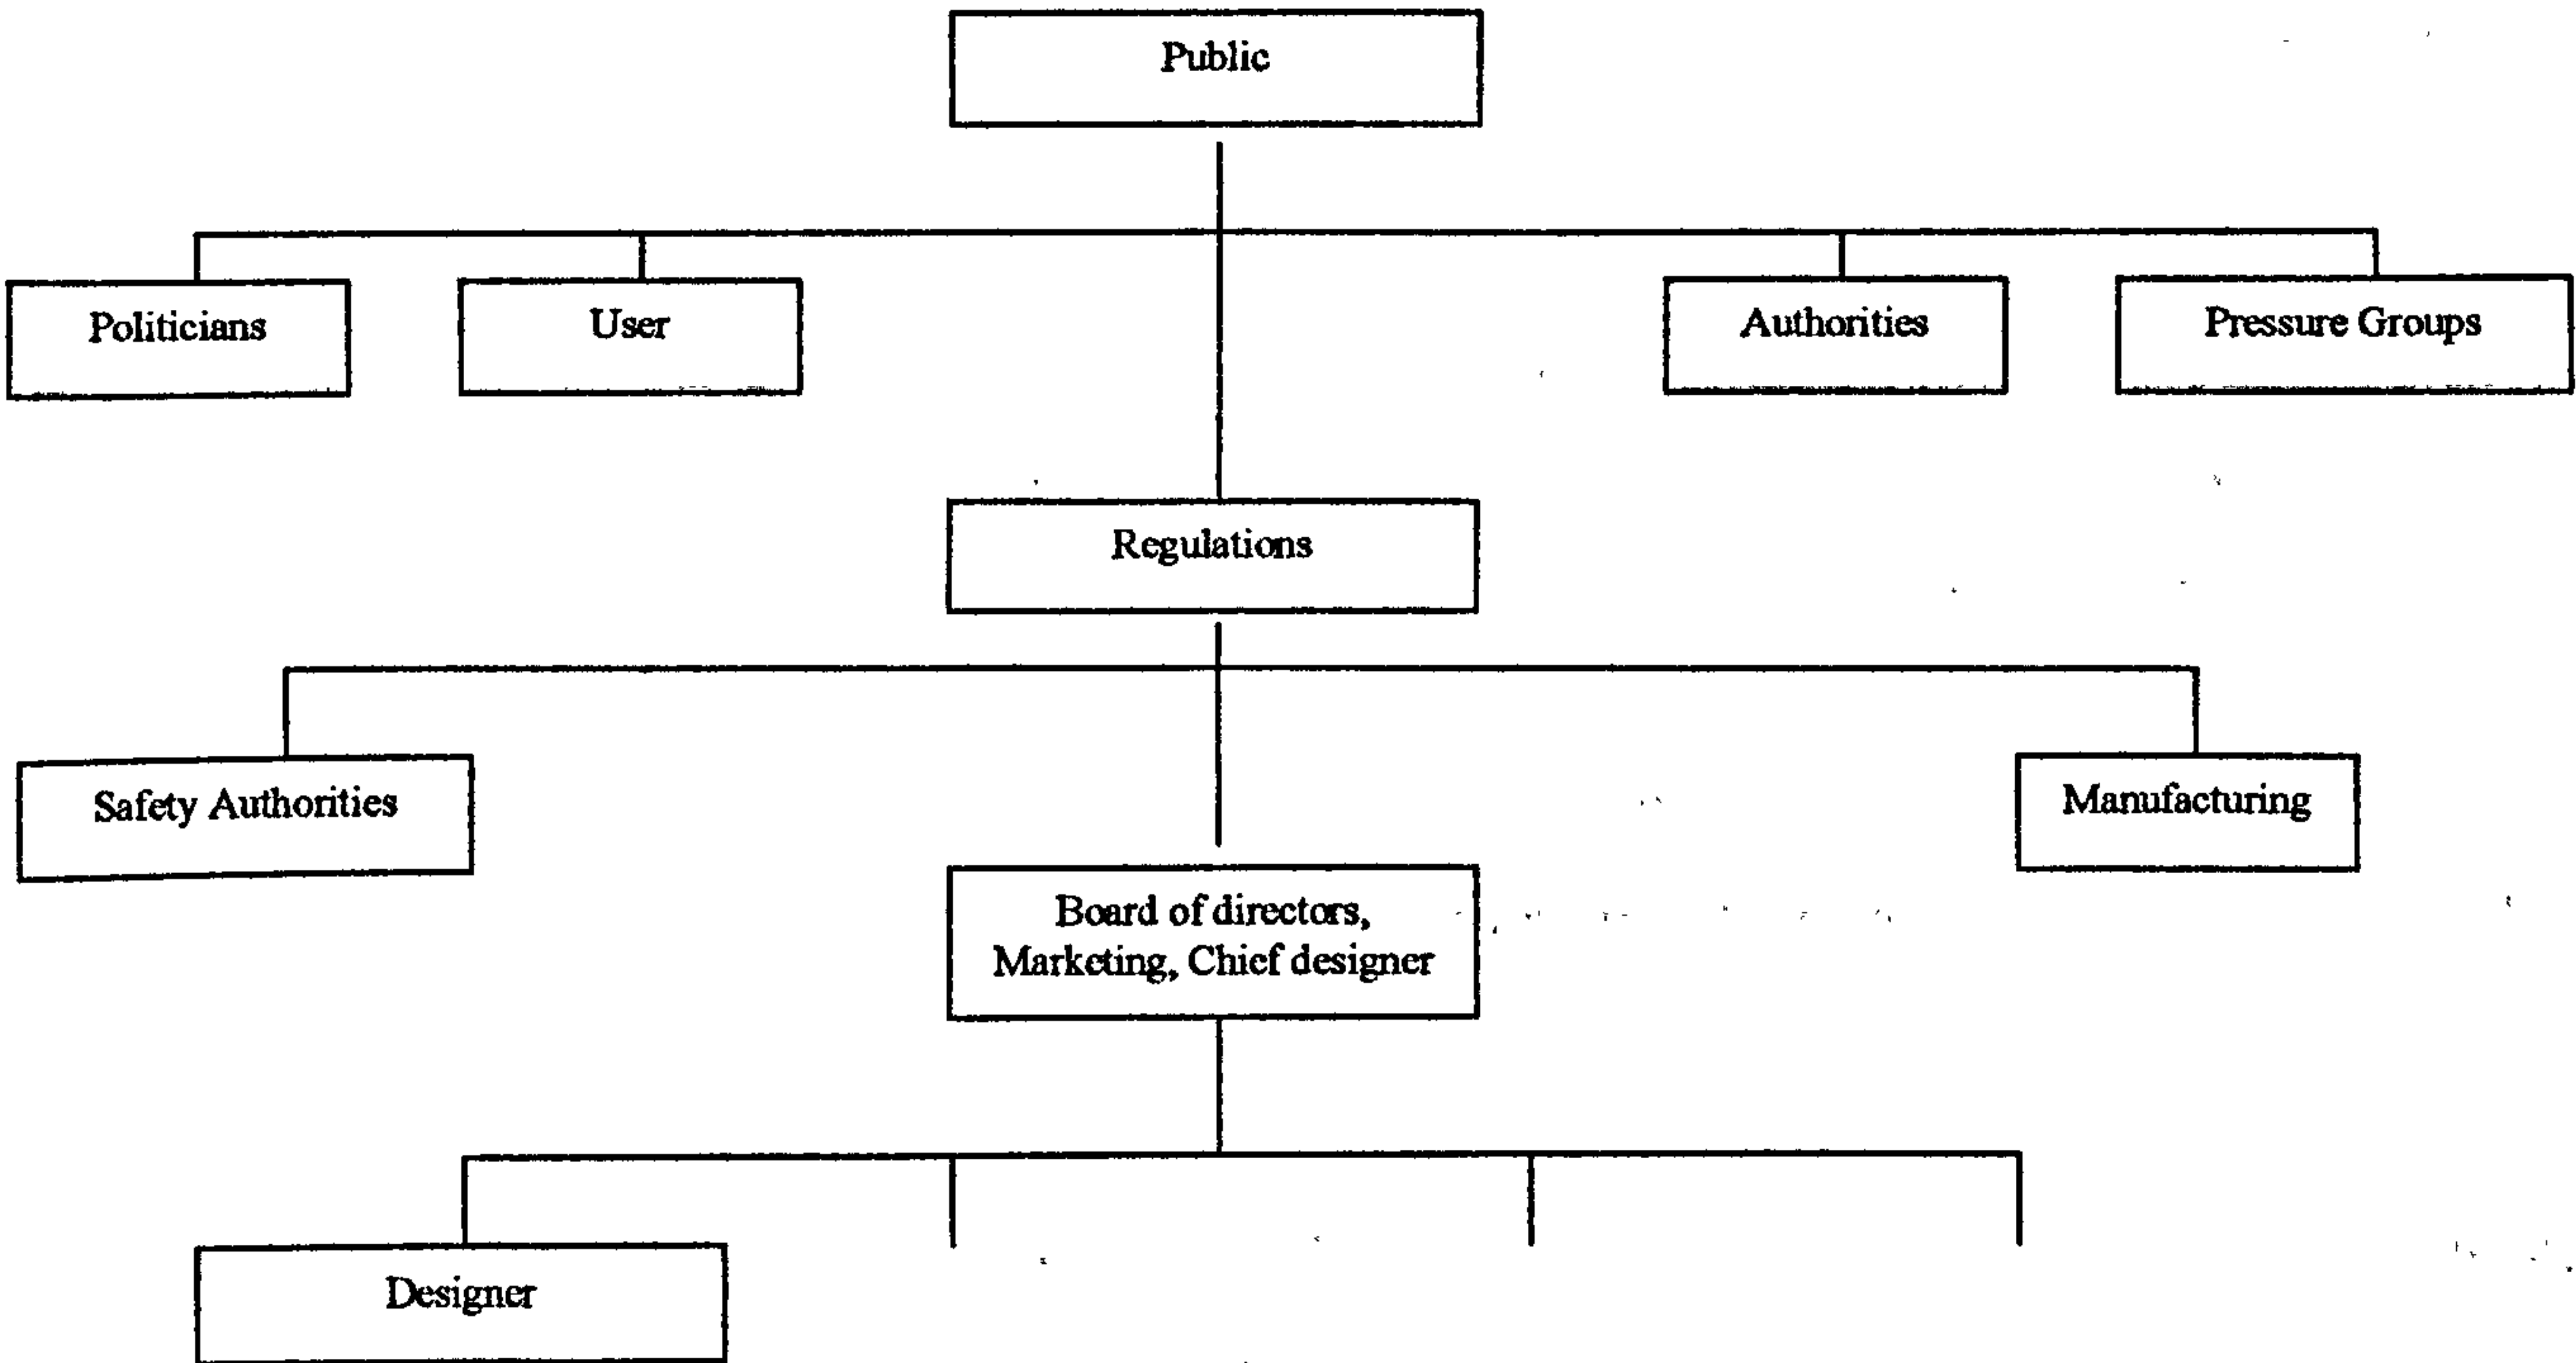 Public
Politicians
User
Authorities
Pressure Groups
Regulations
Safety Authorities
Manufacturing
Board of directors,
Marketing, Chief designer
Designer